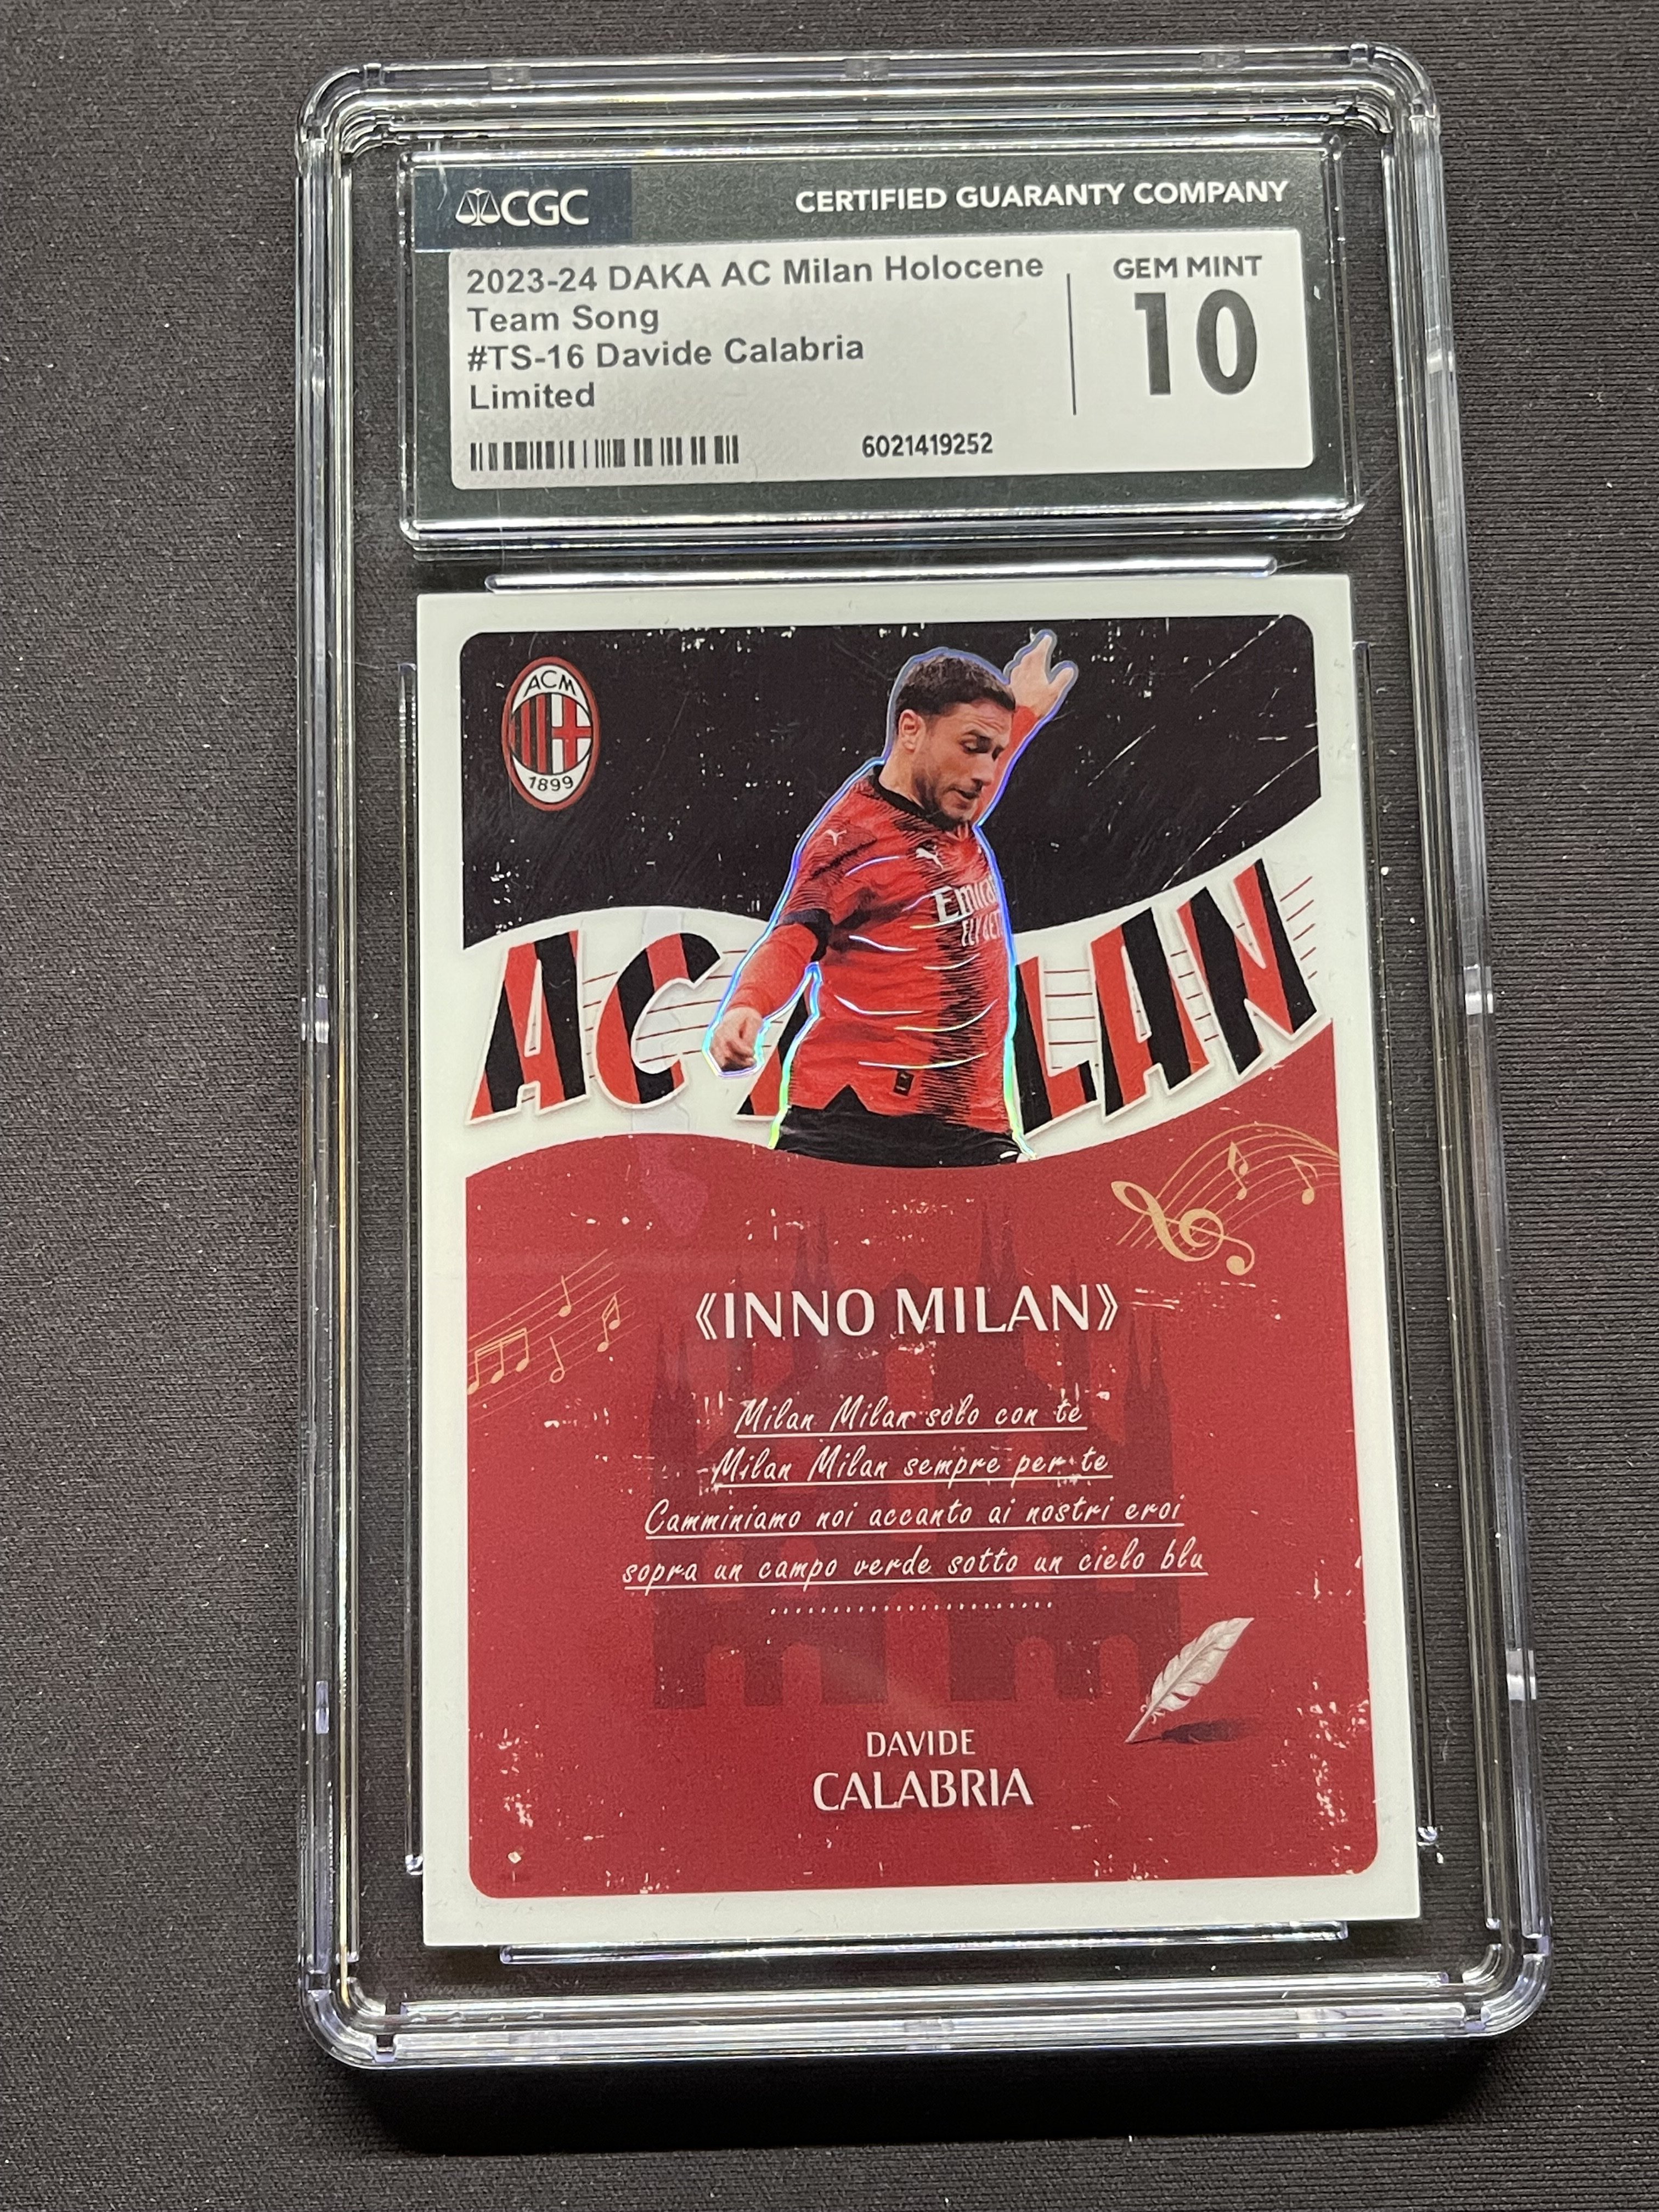 CGC
CERTIFIED GUARANTY COMPANY
2023-24 DAKA AC Milan Holocene
Team Song
#TS-16 Davide Calabria
Limited
GEM MINT
10
6021419252
ACM
1899
Emirates
AC MILAN
《INNO MILAN》
Milan Milan solo con te
Milan Milan sempre per te
Camminiamo noi accanto ai nostri eroi
sopra un campo verde sotto un cielo blu
........................
DAVIDE
CALABRIA